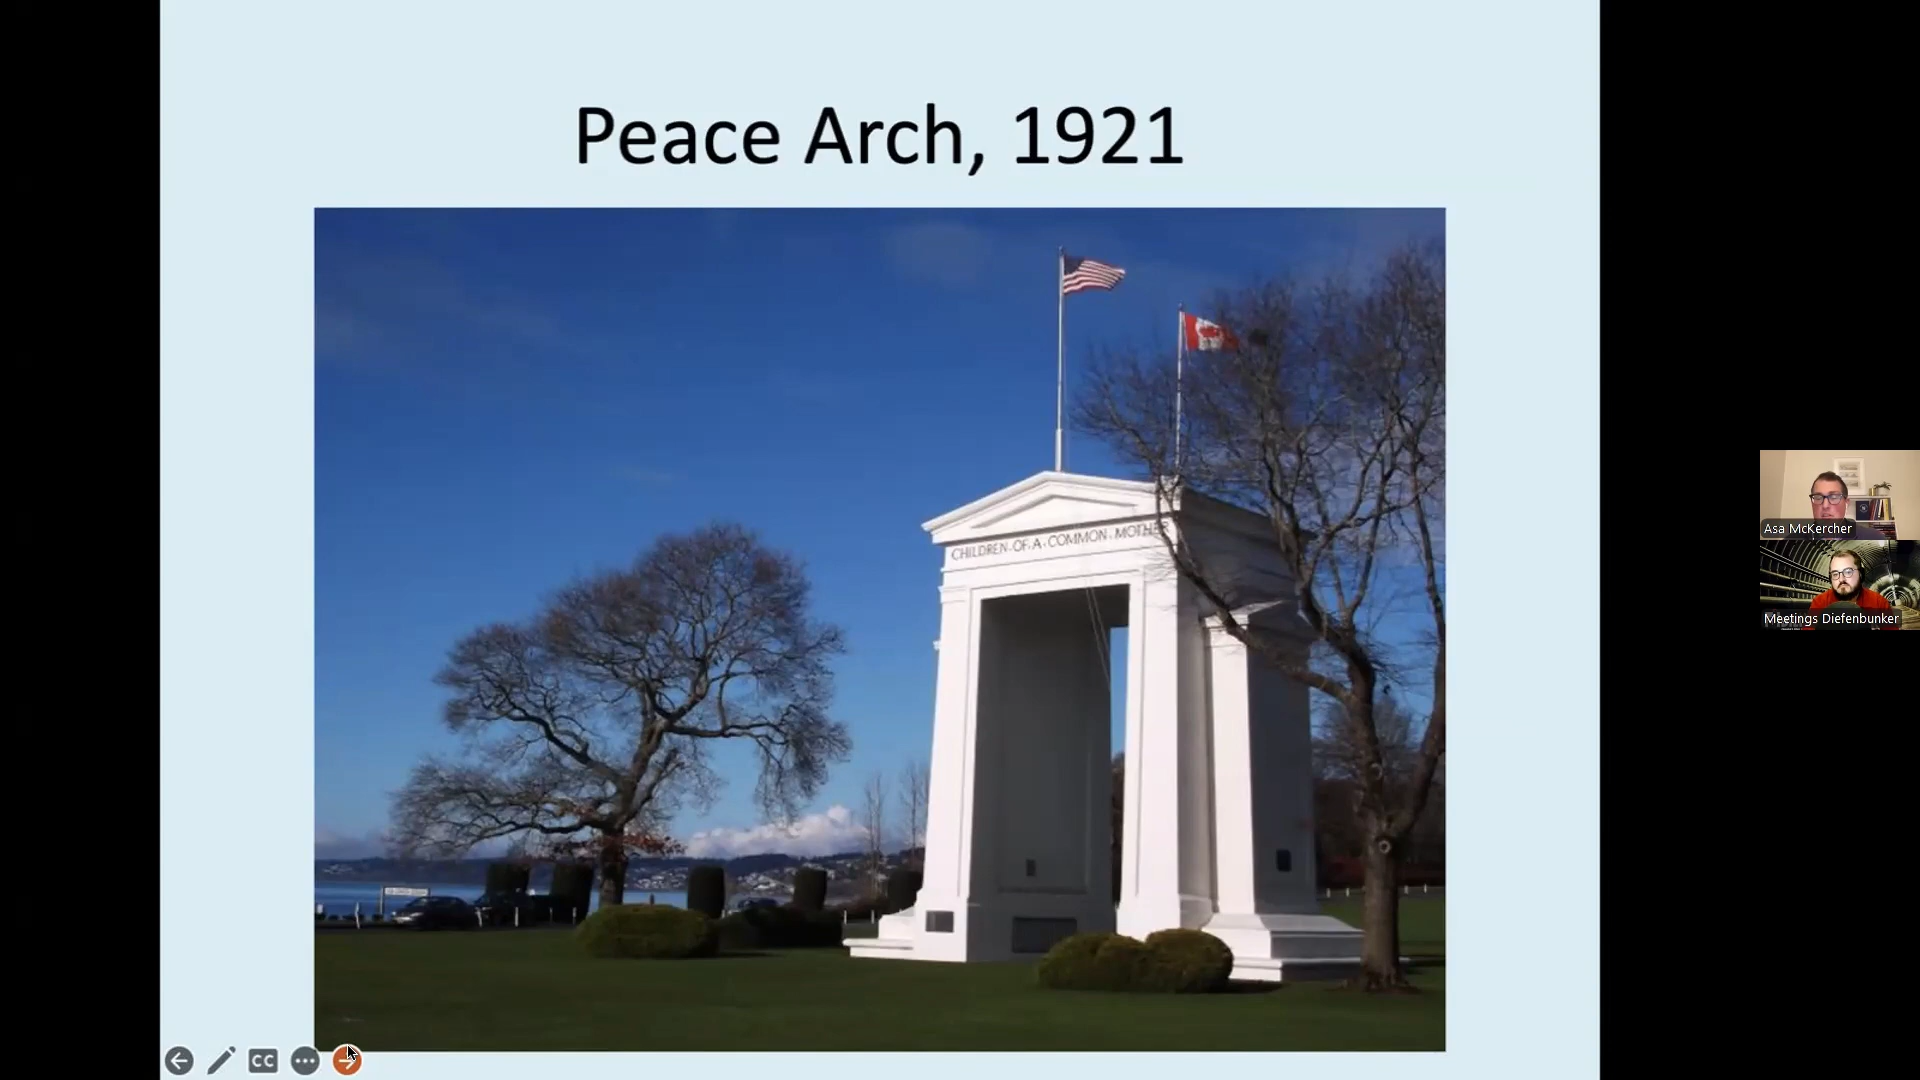 Peace Arch, 1921
CHILDREN·OF·A·COMMON·MOTHER
Asa McKercher
Meetings Diefenbunker
CC